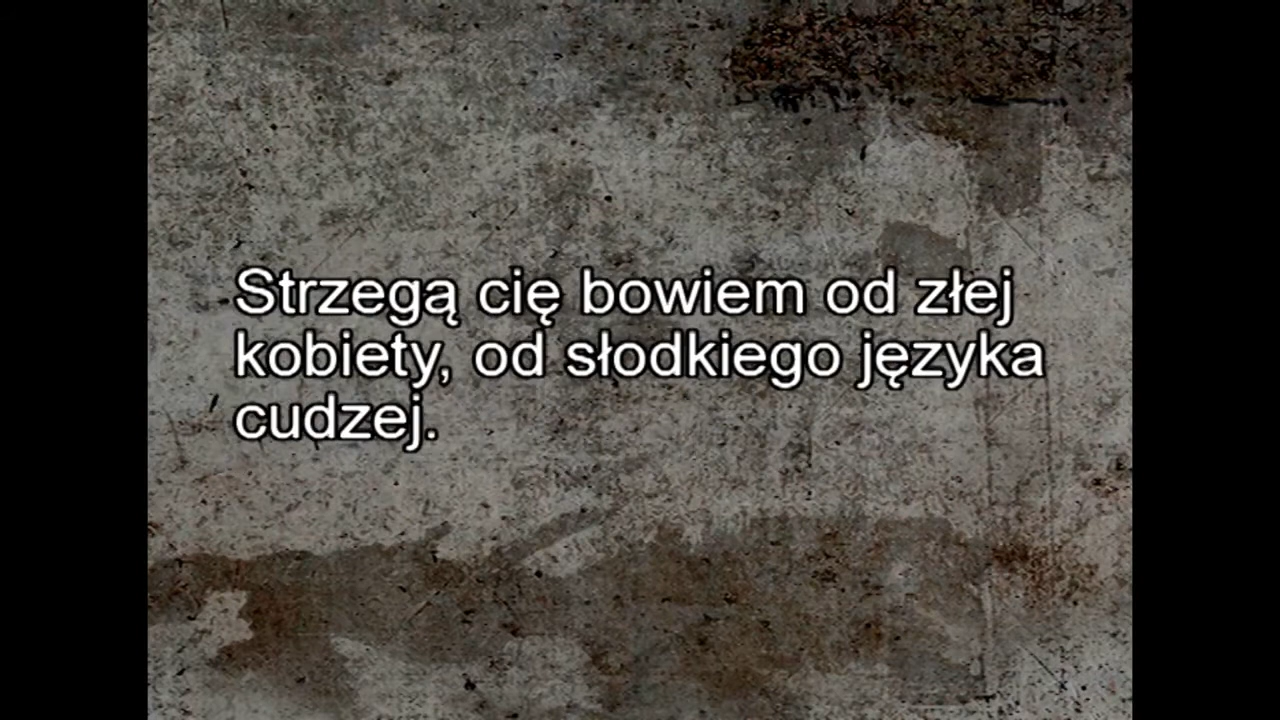 Strzegą cię bowiem od złej
kobiety, od słodkiego języka
cudzej.